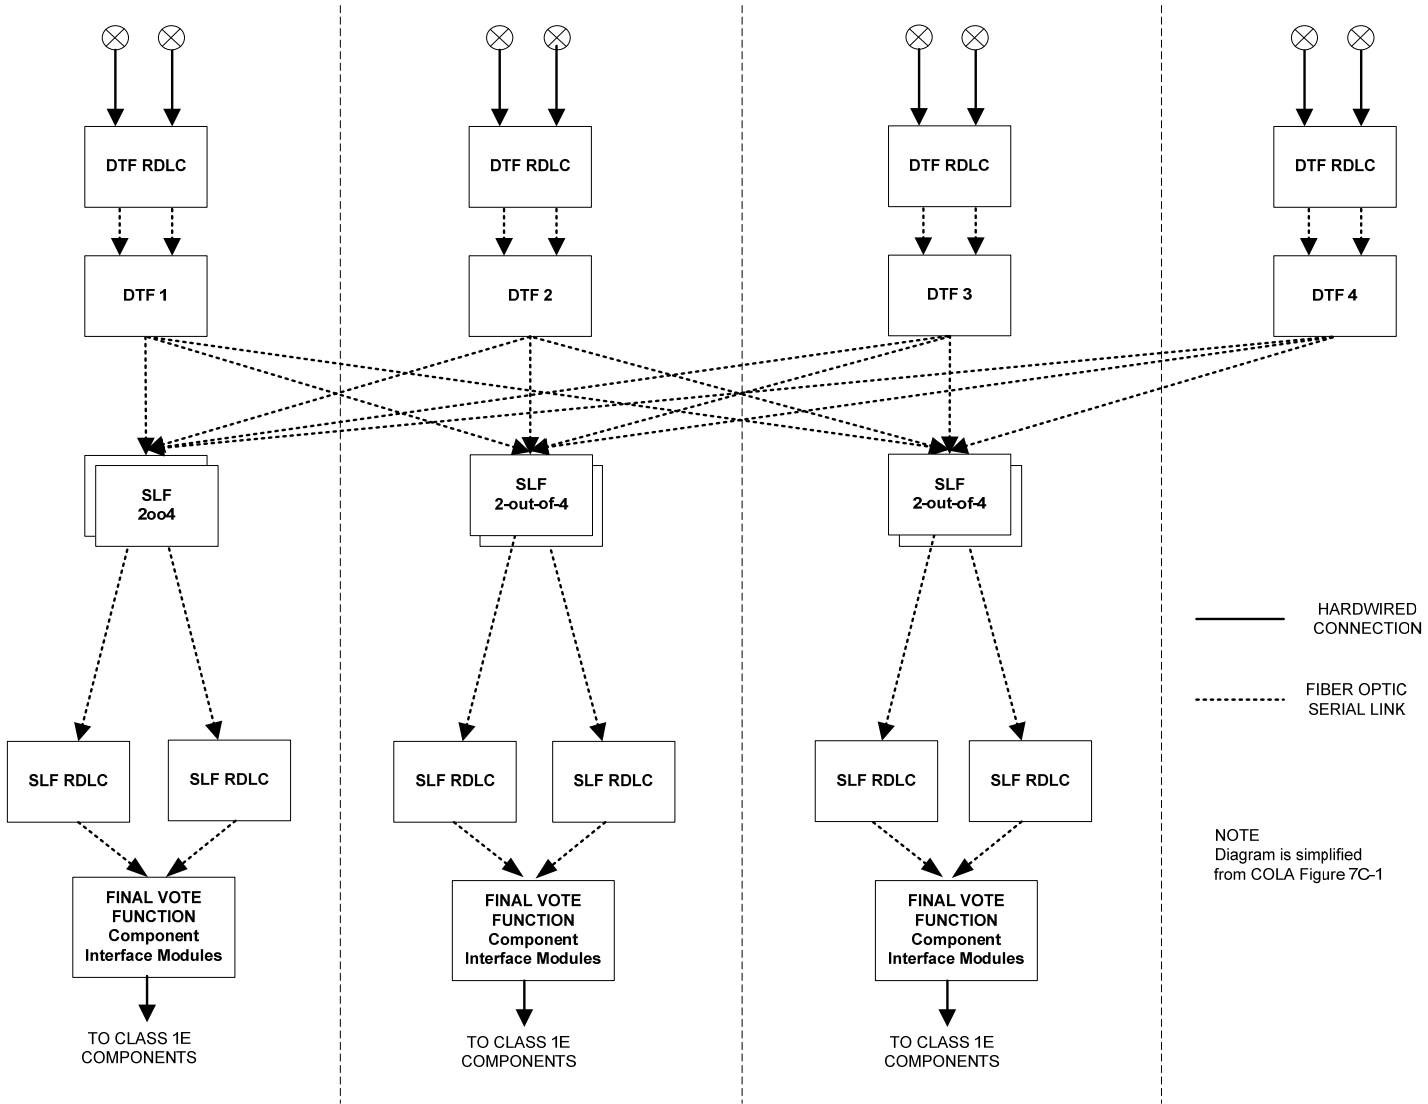 DTF RDLC
DTF RDLC
DTF RDLC
DTF RDLC
DTF 1
DTF 2
DTF 3
DTF 4
SLF
2oo4
SLF
2-out-of-4
SLF
2-out-of-4
HARDWIRED
CONNECTION
FIBER OPTIC
SERIAL LINK
SLF RDLC
SLF RDLC
SLF RDLC
SLF RDLC
SLF RDLC
SLF RDLC
NOTE
Diagram is simplified
from COLA Figure 7C-1
FINAL VOTE
FUNCTION
Component
Interface Modules
FINAL VOTE
FUNCTION
Component
Interface Modules
FINAL VOTE
FUNCTION
Component
Interface Modules
TO CLASS 1E
COMPONENTS
TO CLASS 1E
COMPONENTS
TO CLASS 1E
COMPONENTS